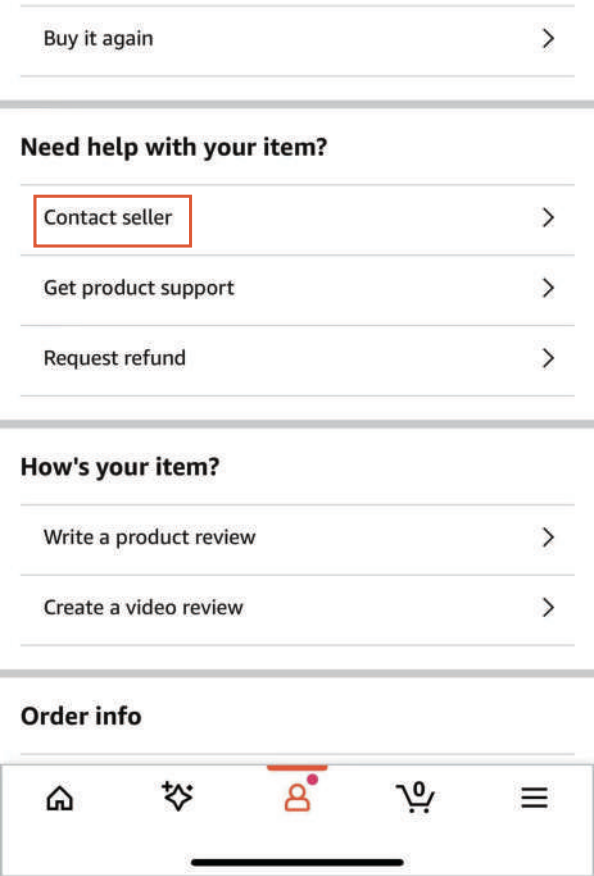 Buy it again
Need help with your item?
Contact seller
Get product support
Request refund
How's your item?
Write a product review
Create a video review
Order info
0